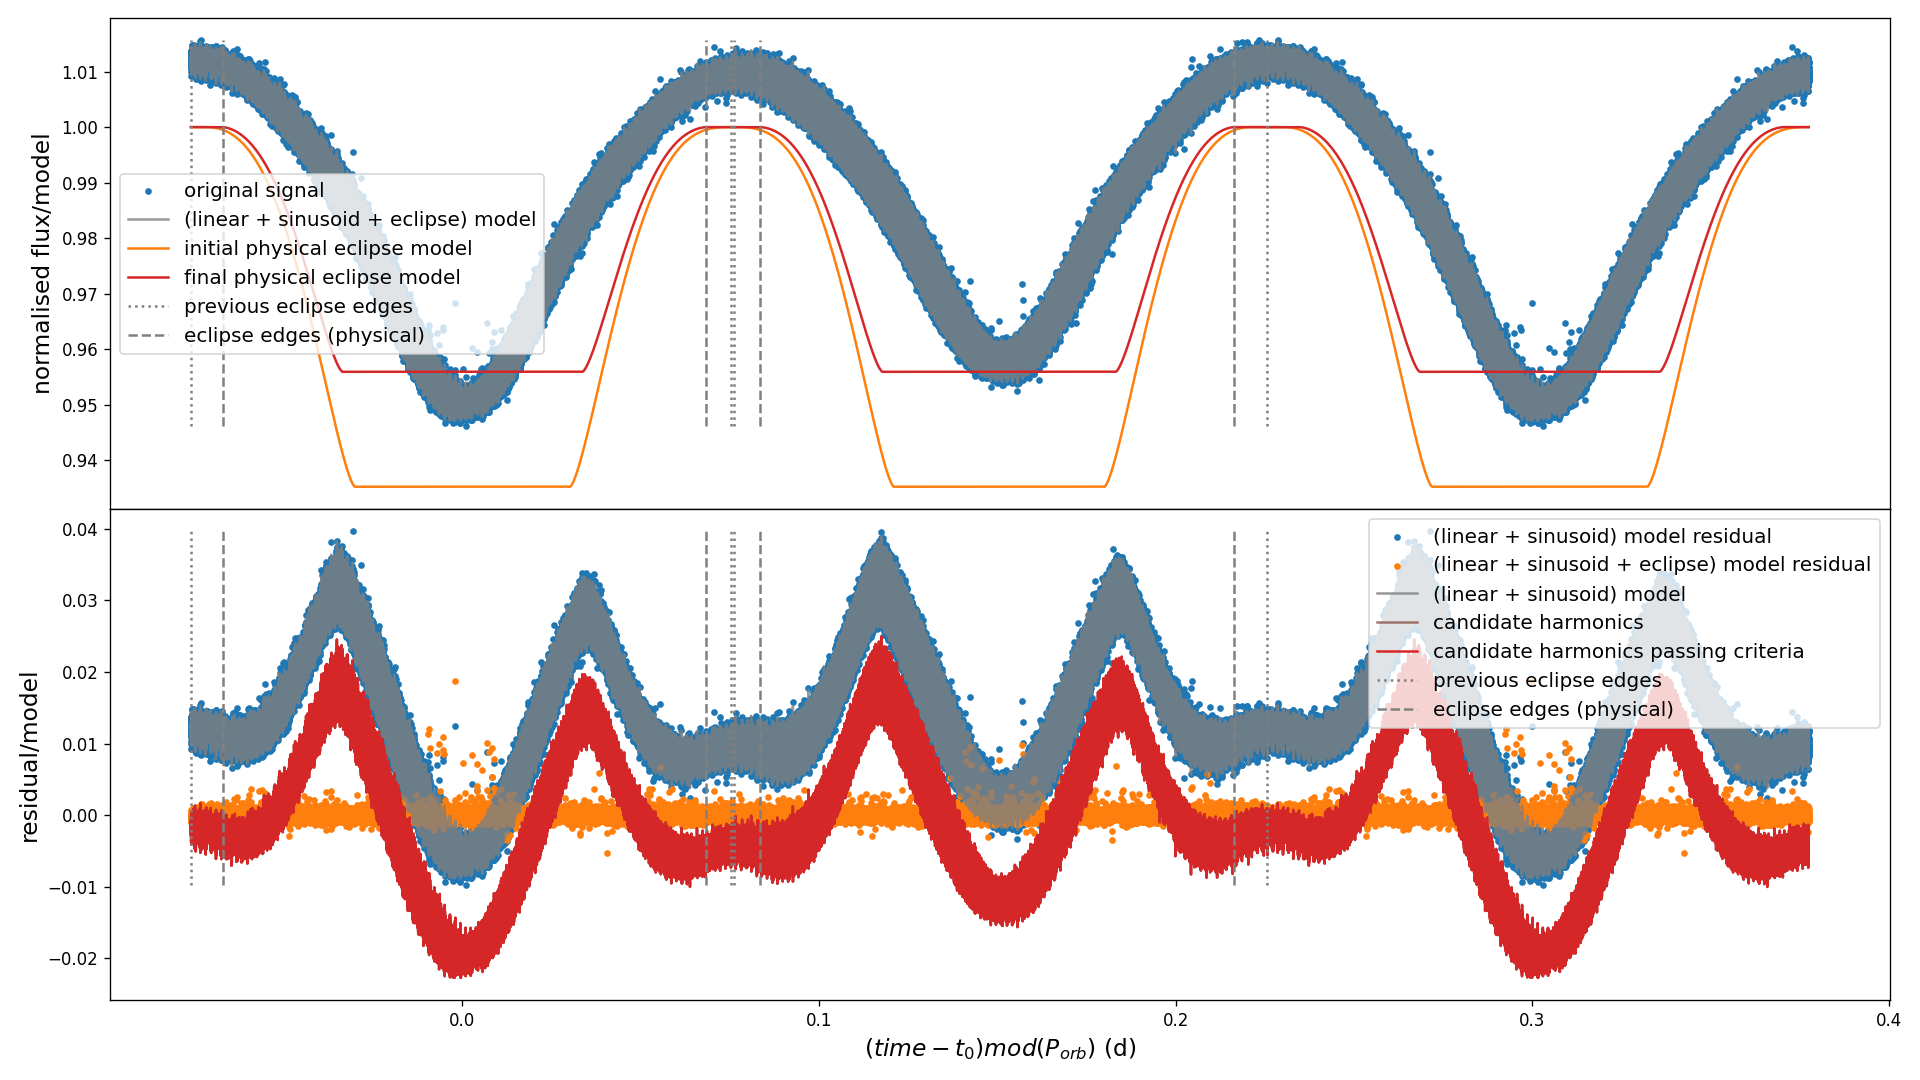 normalised flux/model
1.01
1.00
0.99
0.98
0.97
0.96
0.95
0.94
original signal
(linear + sinusoid + eclipse) model
initial physical eclipse model
final physical eclipse model
previous eclipse edges
eclipse edges (physical)
residual/model
0.04
0.03
0.02
0.01
0.00
−0.01
−0.02
(linear + sinusoid) model residual
(linear + sinusoid + eclipse) model residual
(linear + sinusoid) model
candidate harmonics
candidate harmonics passing criteria
previous eclipse edges
eclipse edges (physical)
0.0 0.1 0.2 0.3 0.4
(time − t0)mod(Porb) (d)